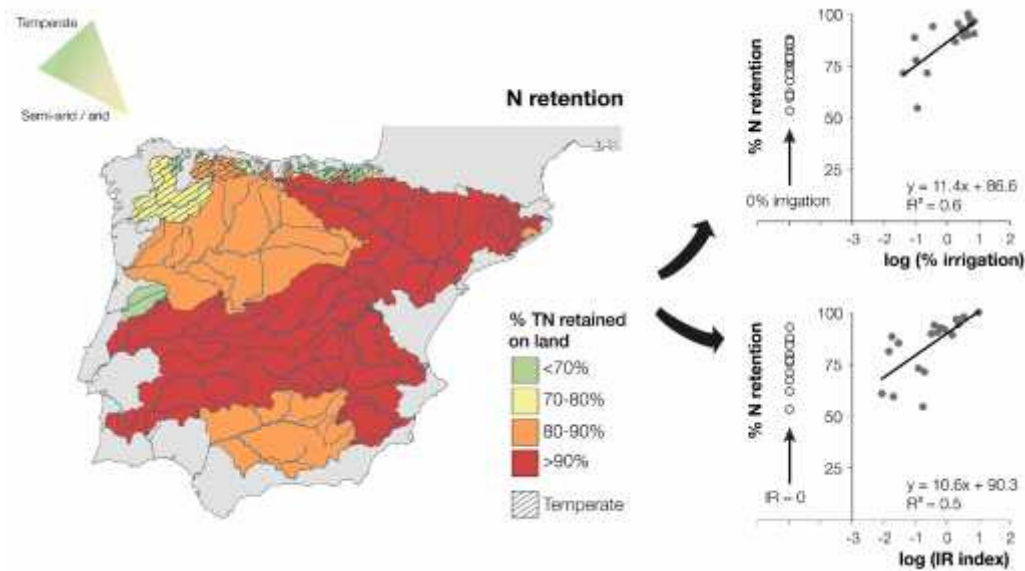 Temperate
Semi-arid / arid
N retention
% TN retained
on land
<70%
70-80%
80-90%
>90%
Temperate
% N retention
100
75
50
25
0% irrigation
y = 11.4x + 86.6
R² = 0.6
-3
-2
-1
0
1
2
log (% irrigation)
% N retention
100
75
50
25
IR = 0
y = 10.6x + 90.3
R² = 0.5
-3
-2
-1
0
1
2
log (IR index)